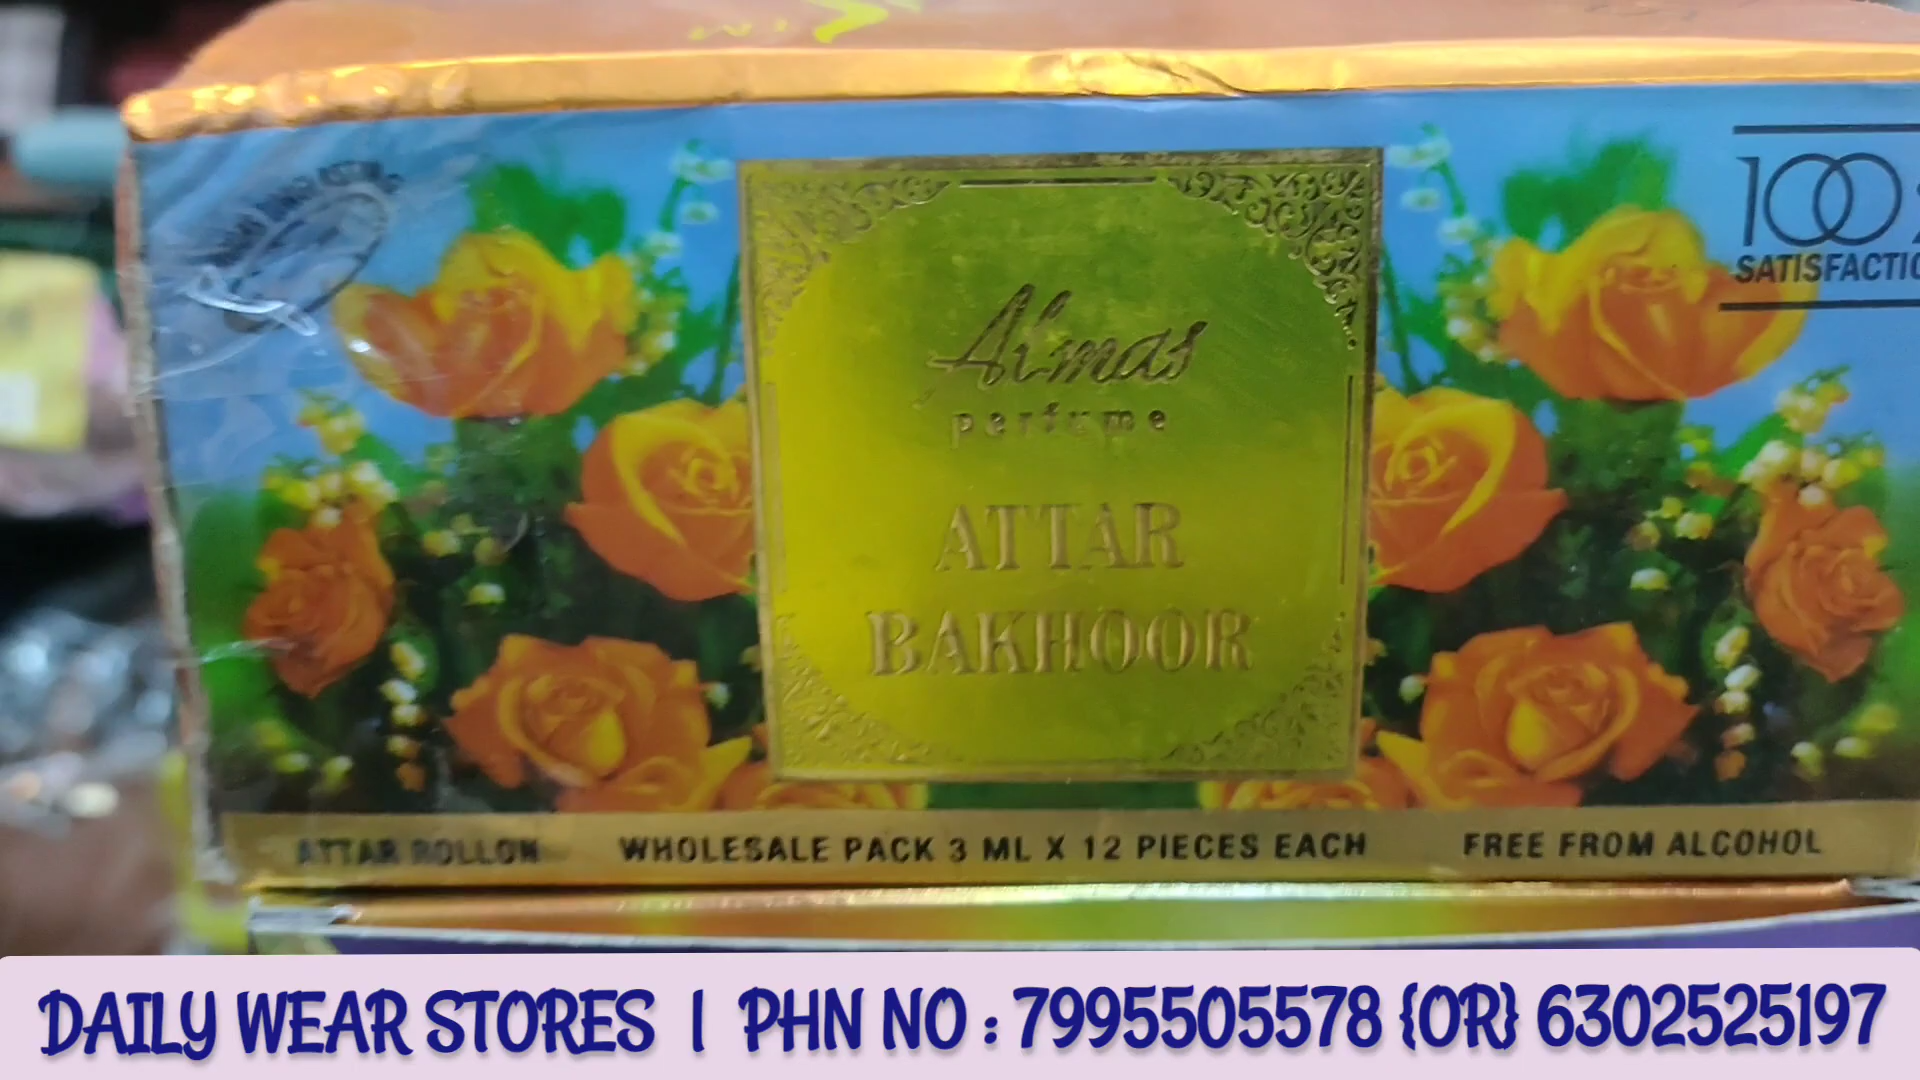 100
SATISFACTIO
Almas
perfume
ATTAR
BAKHOOR
ATTAR ROLLON WHOLESALE PACK 3 ML X 12 PIECES EACH FREE FROM ALCOHOL
DAILY WEAR STORES | PHN NO : 7995505578 {OR} 6302525197